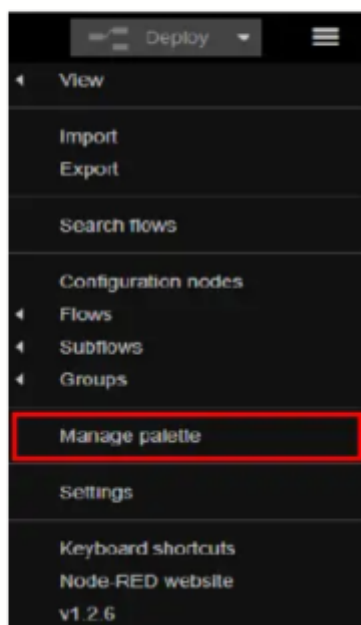 Deploy
View
Import
Export
Search flows
Configuration nodes
Flows
Subflows
Groups
Manage palette
Settings
Keyboard shortcuts
Node-RED website
v1.2.6